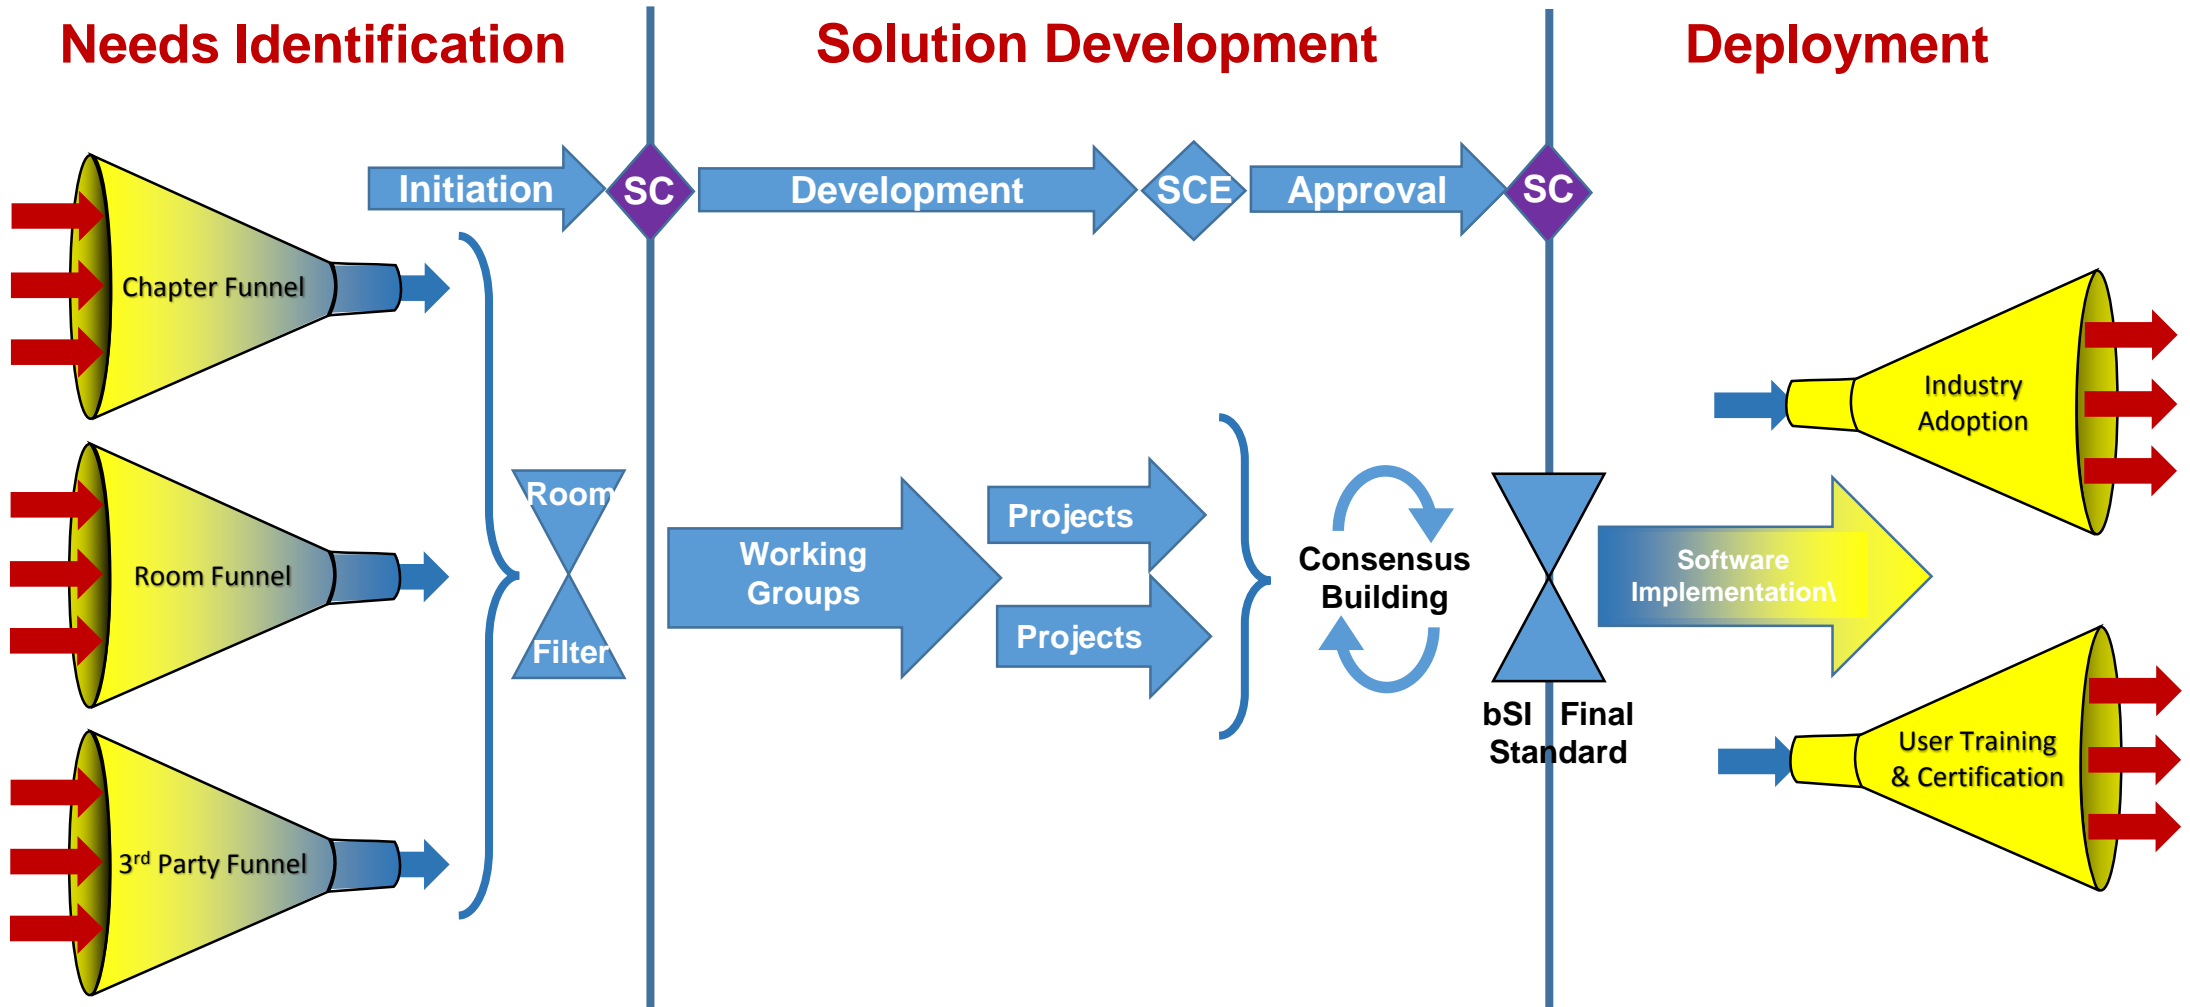 Needs Identification
Solution Development
Deployment
Initiation
SC
Development
SCE
Approval
SC
Chapter Funnel
Room Funnel
3rd Party Funnel
Room
Filter
Working
Groups
Projects
Projects
Consensus
Building
bSI Final
Standard
Software
Implementation\
Industry
Adoption
User Training
& Certification